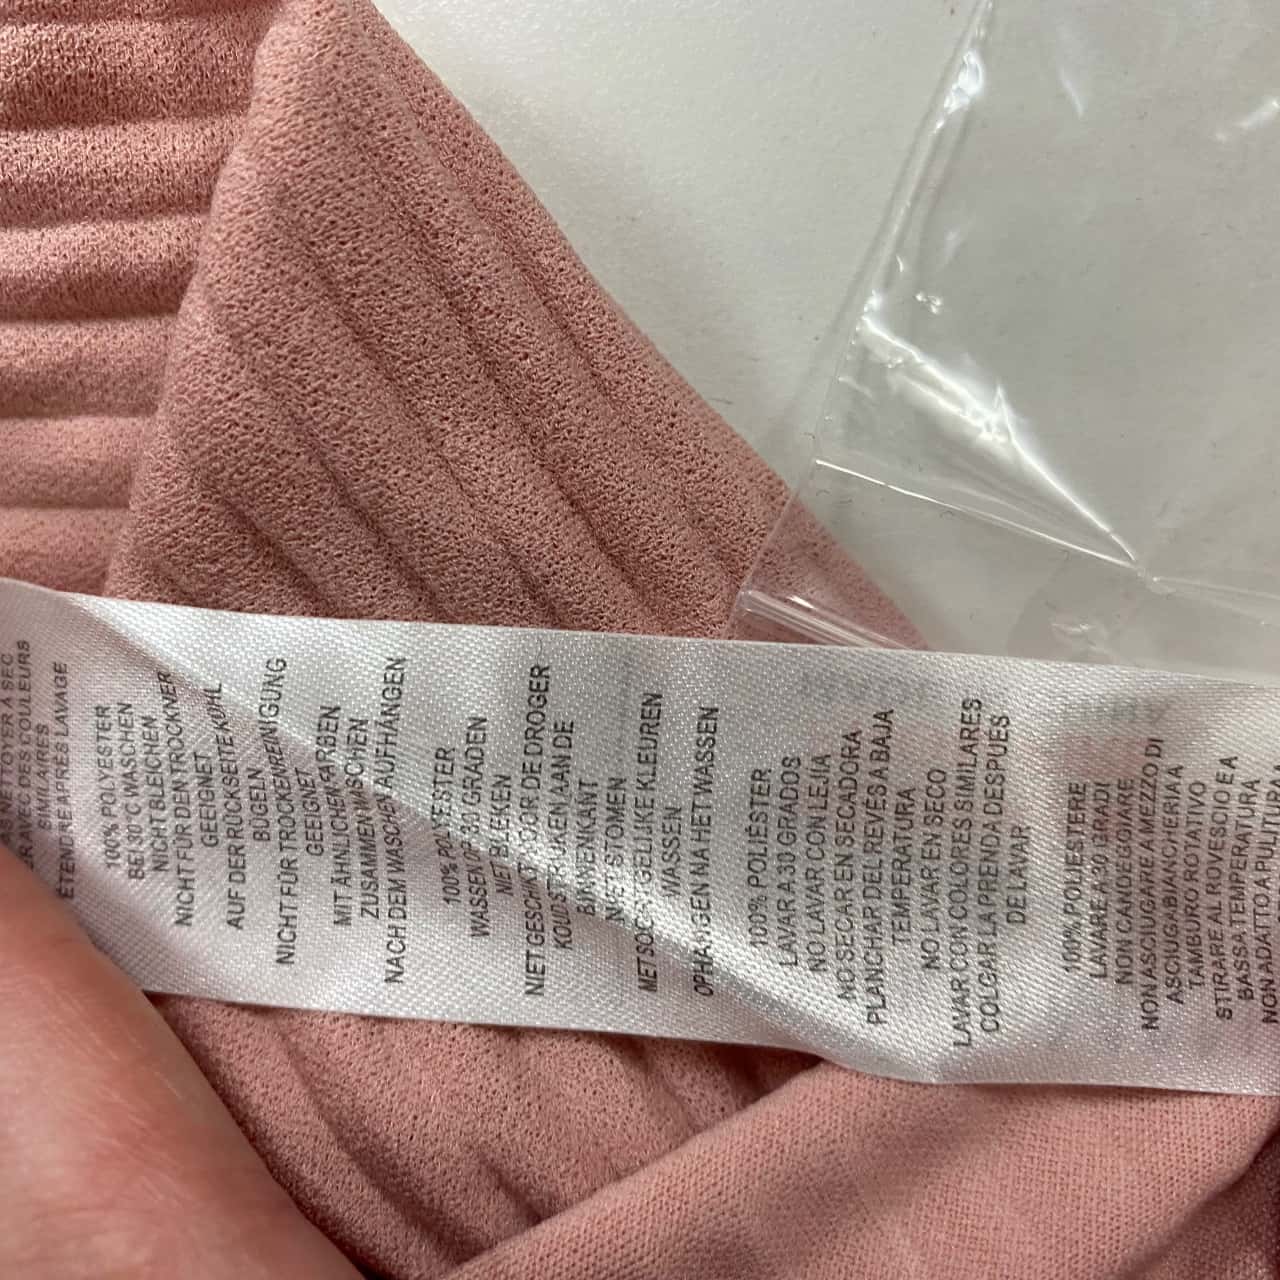 NETTOYER À SEC
AVEC DES COULEURS
SIMILAIRES
ÉTENDRE APRÈS LAVAGE
100% POLYESTER
BEI 30°C WASCHEN
NICHT BLEICHEN
NICHT FÜR DEN TROCKNER
GEEIGNET
AUF DER RÜCKSEITE KÜHL
BÜGELN
NICHT FÜR TROCKENREINIGUNG
GEEIGNET
MIT ÄHNLICHEN FARBEN
ZUSAMMEN WASCHEN
NACH DEM WASCHEN AUFHÄNGEN
100% POLYESTER
WASSEN OP 30 GRADEN
NIET BLEKEN
NIET GESCHIKT VOOR DE DROGER
KOUD STRIJKEN AAN DE
BINNENKANT
NIET STOMEN
MET SOORTGELIJKE KLEUREN
WASSEN
OPHANGEN NA HET WASSEN
100% POLIÉSTER
LAVAR A 30 GRADOS
NO LAVAR CON LEJIA
NO SECAR EN SECADORA
PLANCHAR DEL REVÉS A BAJA
TEMPERATURA
NO LAVAR EN SECO
LAVAR CON COLORES SIMILARES
COLGAR LA PRENDA DESPUÉS
DE LAVAR
100% POLIESTERE
LAVARE A 30 GRADI
NON CANDEGGIARE
NON ASCIUGARE A MEZZO DI
ASCIUGABIANCHERIA A
TAMBURO ROTATIVO
STIRARE AL ROVESCIO E A
BASSA TEMPERATURA
NON ADATTO A PULITURA A